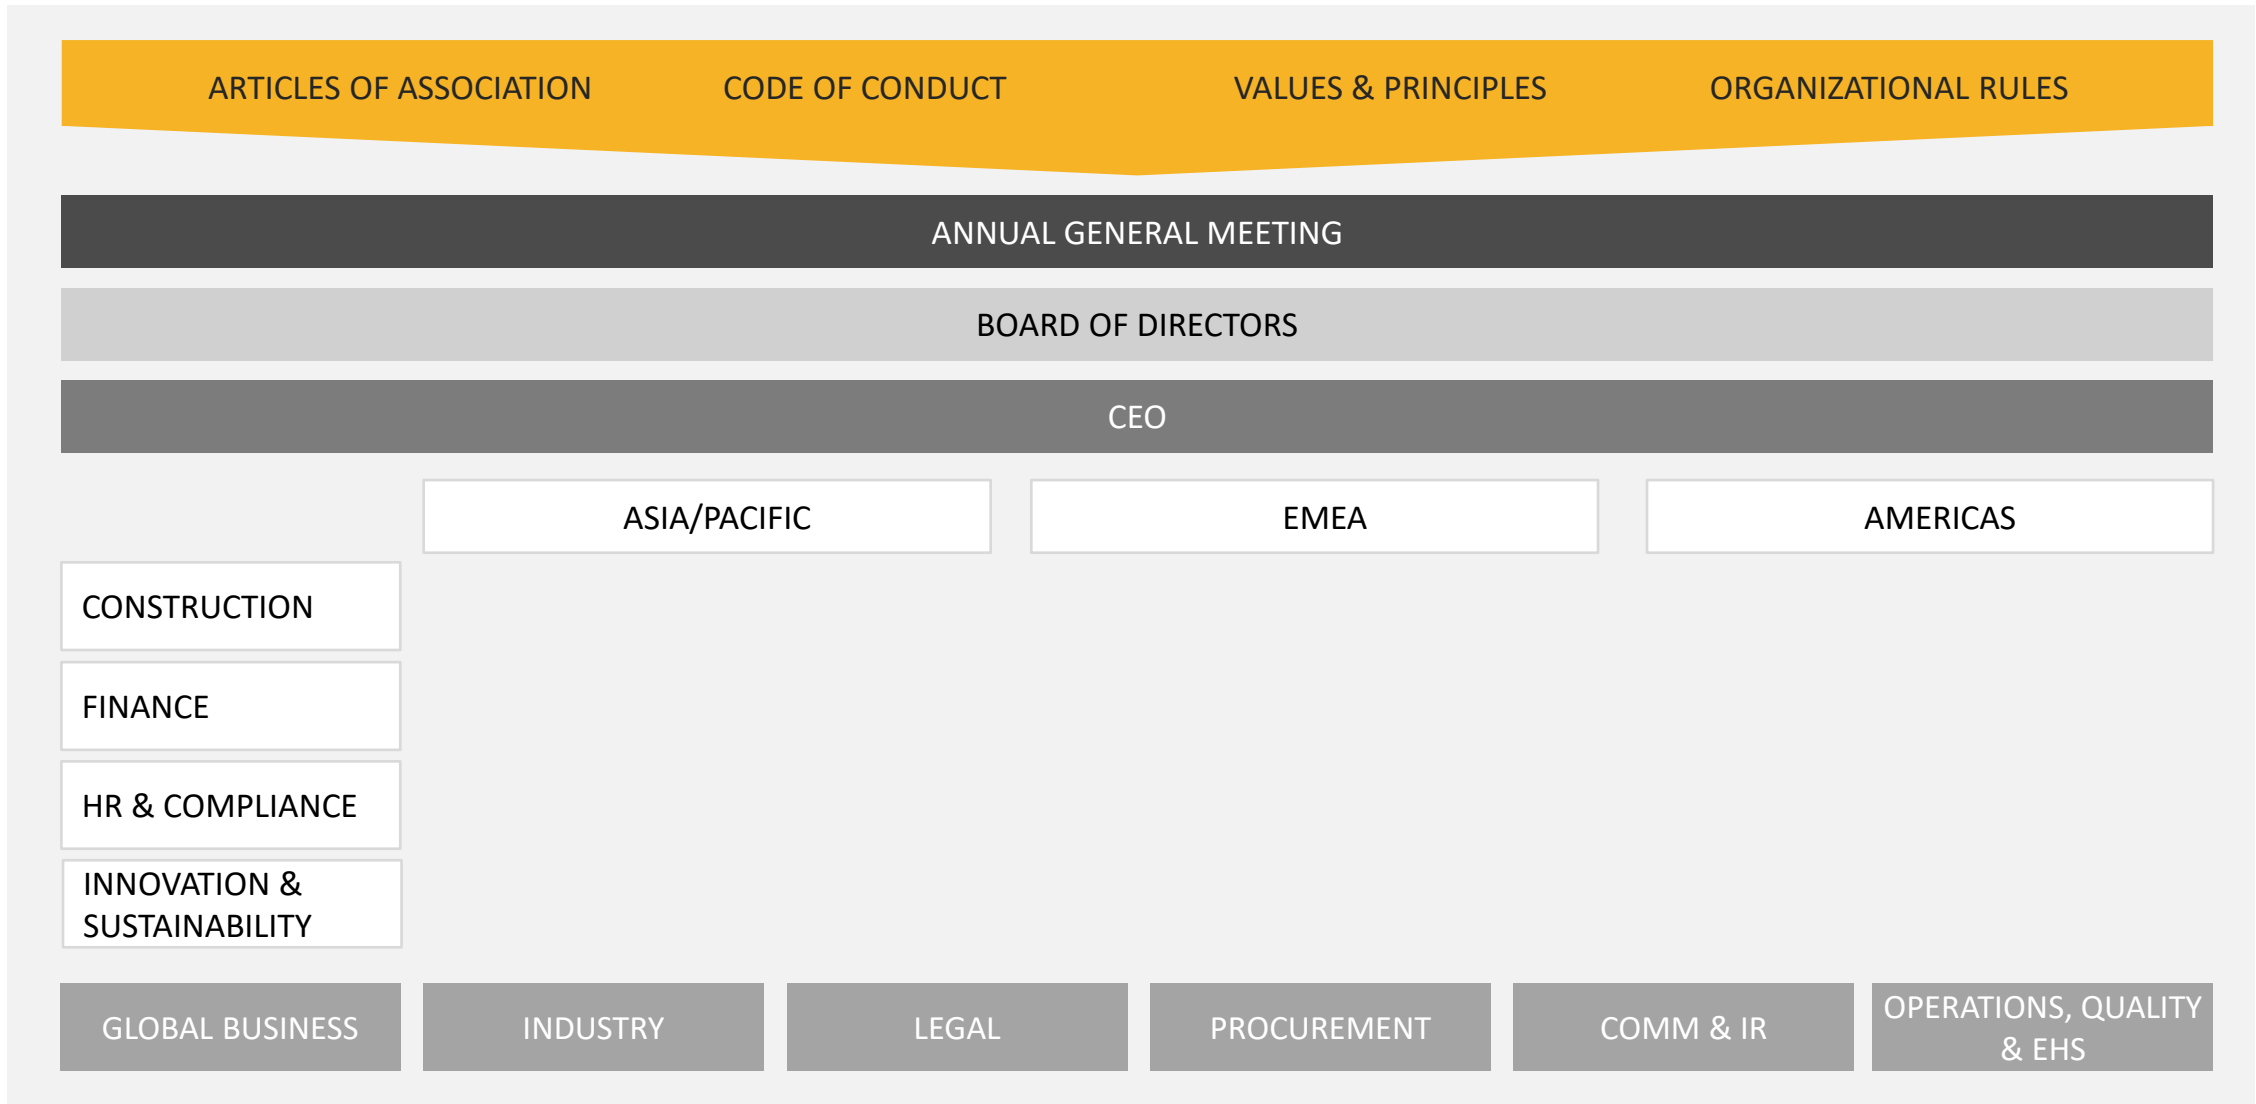 ARTICLES OF ASSOCIATION CODE OF CONDUCT VALUES & PRINCIPLES ORGANIZATIONAL RULES
ANNUAL GENERAL MEETING
BOARD OF DIRECTORS
CEO
ASIA/PACIFIC EMEA AMERICAS
CONSTRUCTION
FINANCE
HR & COMPLIANCE
INNOVATION &
SUSTAINABILITY
GLOBAL BUSINESS INDUSTRY LEGAL PROCUREMENT COMM & IR OPERATIONS, QUALITY
& EHS